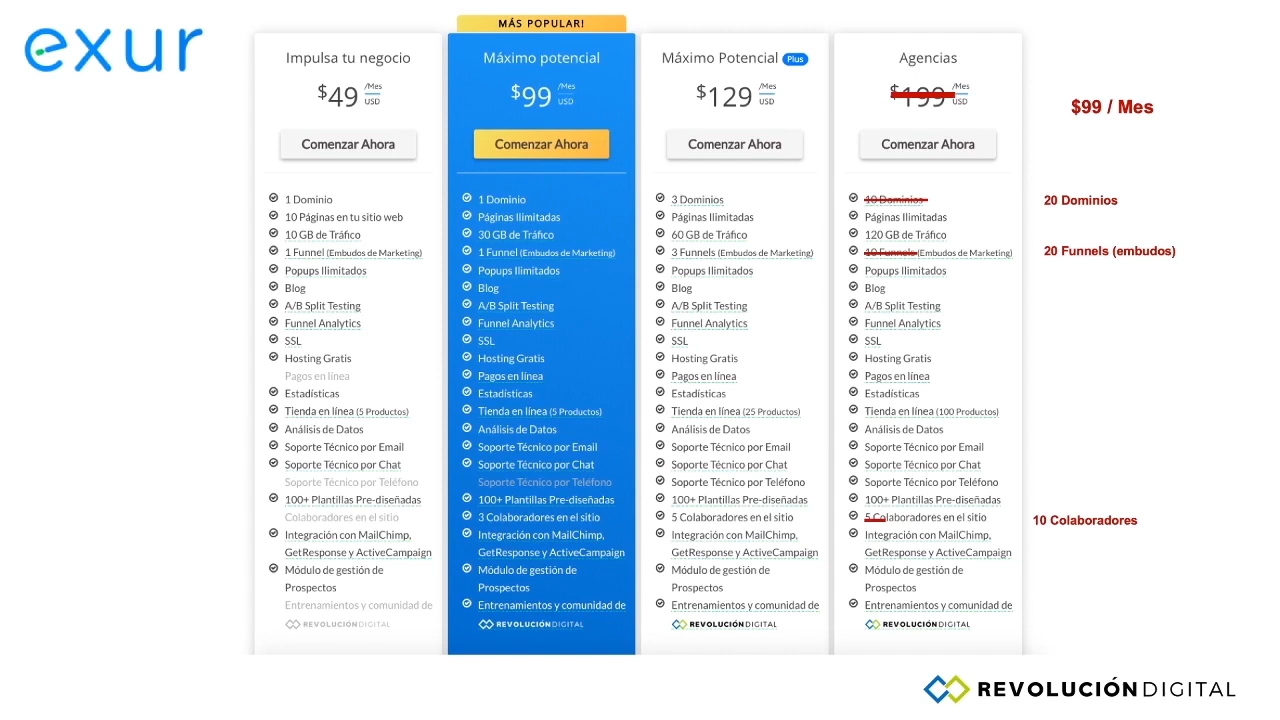 exur
MÁS POPULAR!
Impulsa tu negocio
$49 /Mes USD
Comenzar Ahora
1 Dominio
10 Páginas en tu sitio web
10 GB de Tráfico
1 Funnel (Embudos de Marketing)
Popups Ilimitados
Blog
A/B Split Testing
Funnel Analytics
SSL
Hosting Gratis
Pagos en línea
Estadísticas
Tienda en línea (5 Productos)
Análisis de Datos
Soporte Técnico por Email
Soporte Técnico por Chat
Soporte Técnico por Teléfono
100+ Plantillas Pre-diseñadas
Colaboradores en el sitio
Integración con MailChimp,
GetResponse y ActiveCampaign
Módulo de gestión de
Prospectos
Entrenamientos y comunidad de
REVOLUCIÓN DIGITAL
Máximo potencial
$99 /Mes USD
Comenzar Ahora
1 Dominio
Páginas Ilimitadas
30 GB de Tráfico
1 Funnel (Embudos de Marketing)
Popups Ilimitados
Blog
A/B Split Testing
Funnel Analytics
SSL
Hosting Gratis
Pagos en línea
Estadísticas
Tienda en línea (5 Productos)
Análisis de Datos
Soporte Técnico por Email
Soporte Técnico por Chat
Soporte Técnico por Teléfono
100+ Plantillas Pre-diseñadas
3 Colaboradores en el sitio
Integración con MailChimp,
GetResponse y ActiveCampaign
Módulo de gestión de
Prospectos
Entrenamientos y comunidad de
REVOLUCIÓN DIGITAL
Máximo Potencial Plus
$129 /Mes USD
Comenzar Ahora
3 Dominios
Páginas Ilimitadas
60 GB de Tráfico
3 Funnels (Embudos de Marketing)
Popups Ilimitados
Blog
A/B Split Testing
Funnel Analytics
SSL
Hosting Gratis
Pagos en línea
Estadísticas
Tienda en línea (25 Productos)
Análisis de Datos
Soporte Técnico por Email
Soporte Técnico por Chat
Soporte Técnico por Teléfono
100+ Plantillas Pre-diseñadas
5 Colaboradores en el sitio
Integración con MailChimp,
GetResponse y ActiveCampaign
Módulo de gestión de
Prospectos
Entrenamientos y comunidad de
REVOLUCIÓN DIGITAL
Agencias
$199 /Mes USD
Comenzar Ahora
10 Dominios
Páginas Ilimitadas
120 GB de Tráfico
10 Funnels (Embudos de Marketing)
Popups Ilimitados
Blog
A/B Split Testing
Funnel Analytics
SSL
Hosting Gratis
Pagos en línea
Estadísticas
Tienda en línea (100 Productos)
Análisis de Datos
Soporte Técnico por Email
Soporte Técnico por Chat
Soporte Técnico por Teléfono
100+ Plantillas Pre-diseñadas
5 Colaboradores en el sitio
Integración con MailChimp,
GetResponse y ActiveCampaign
Módulo de gestión de
Prospectos
Entrenamientos y comunidad de
REVOLUCIÓN DIGITAL
$99 / Mes
20 Dominios
20 Funnels (embudos)
10 Colaboradores
REVOLUCIÓN DIGITAL